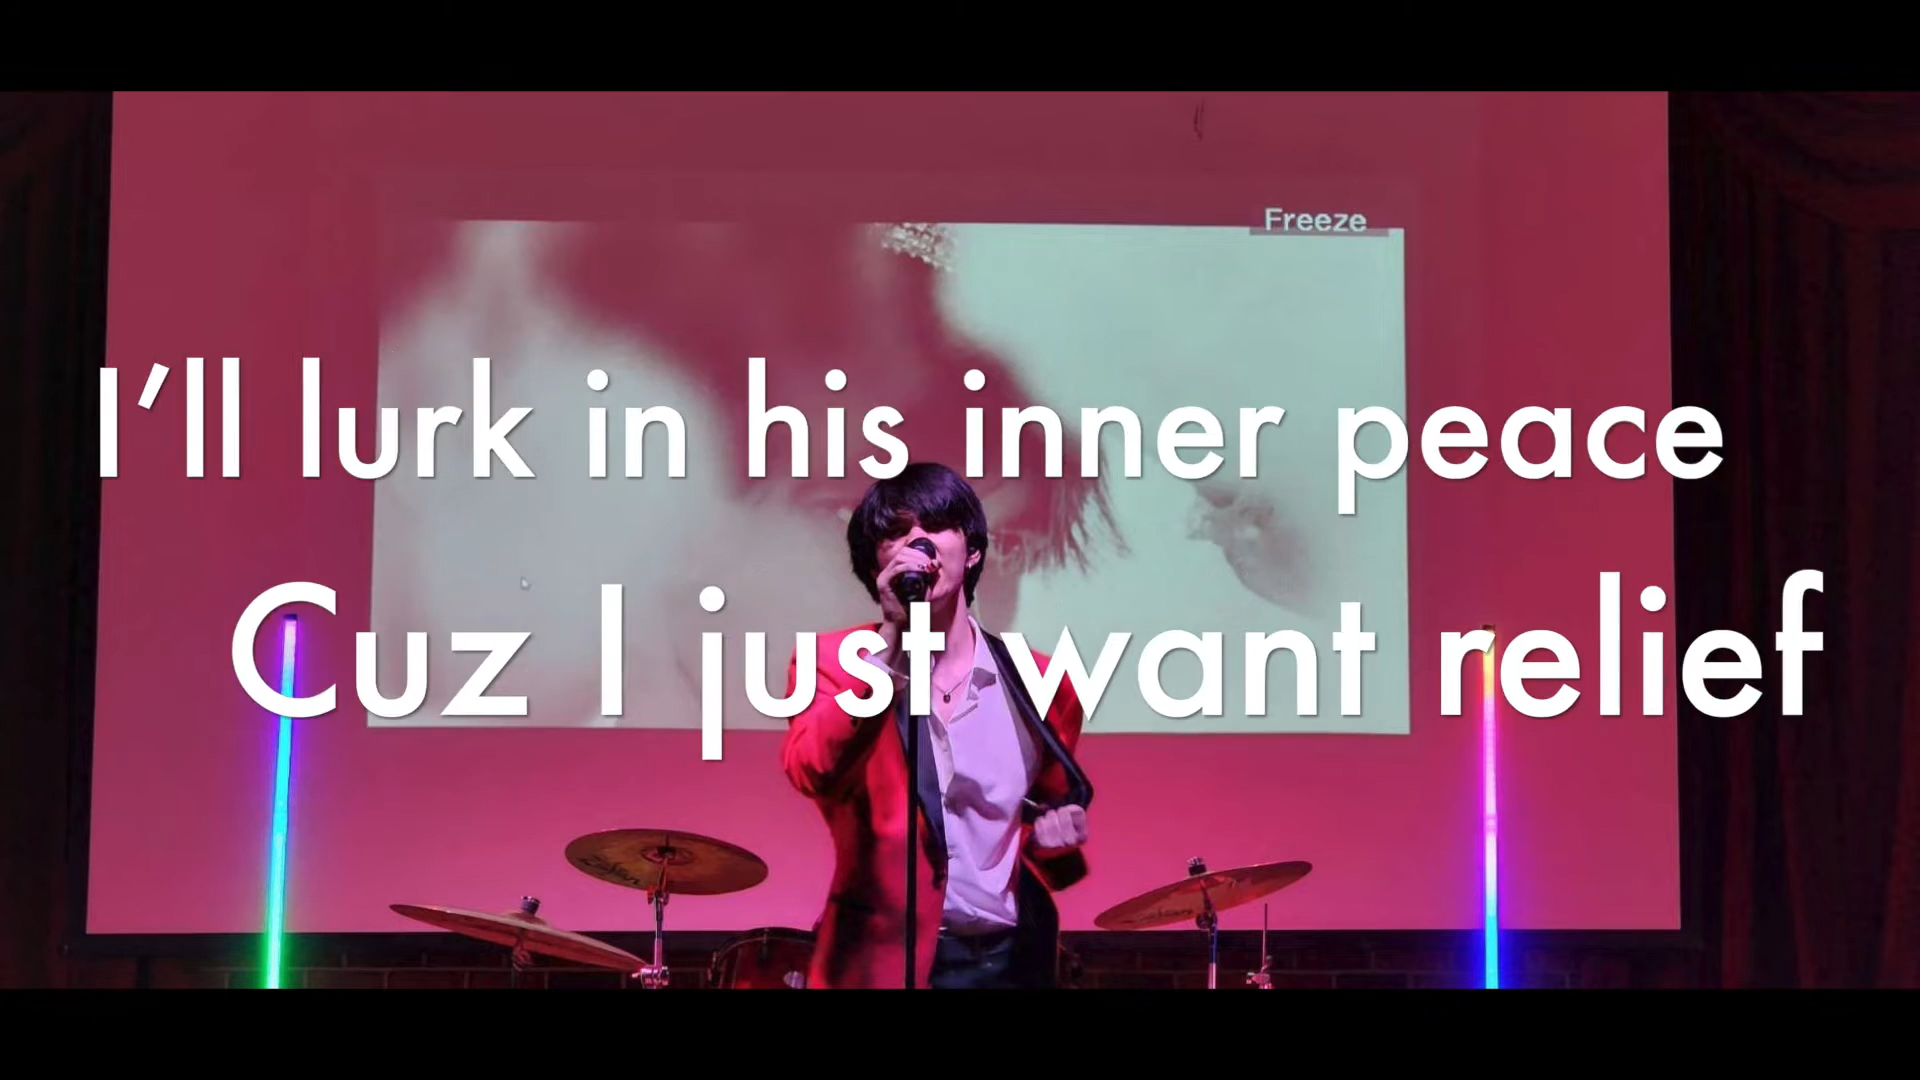 Freeze
I'll lurk in his inner peace
Cuz I just want relief